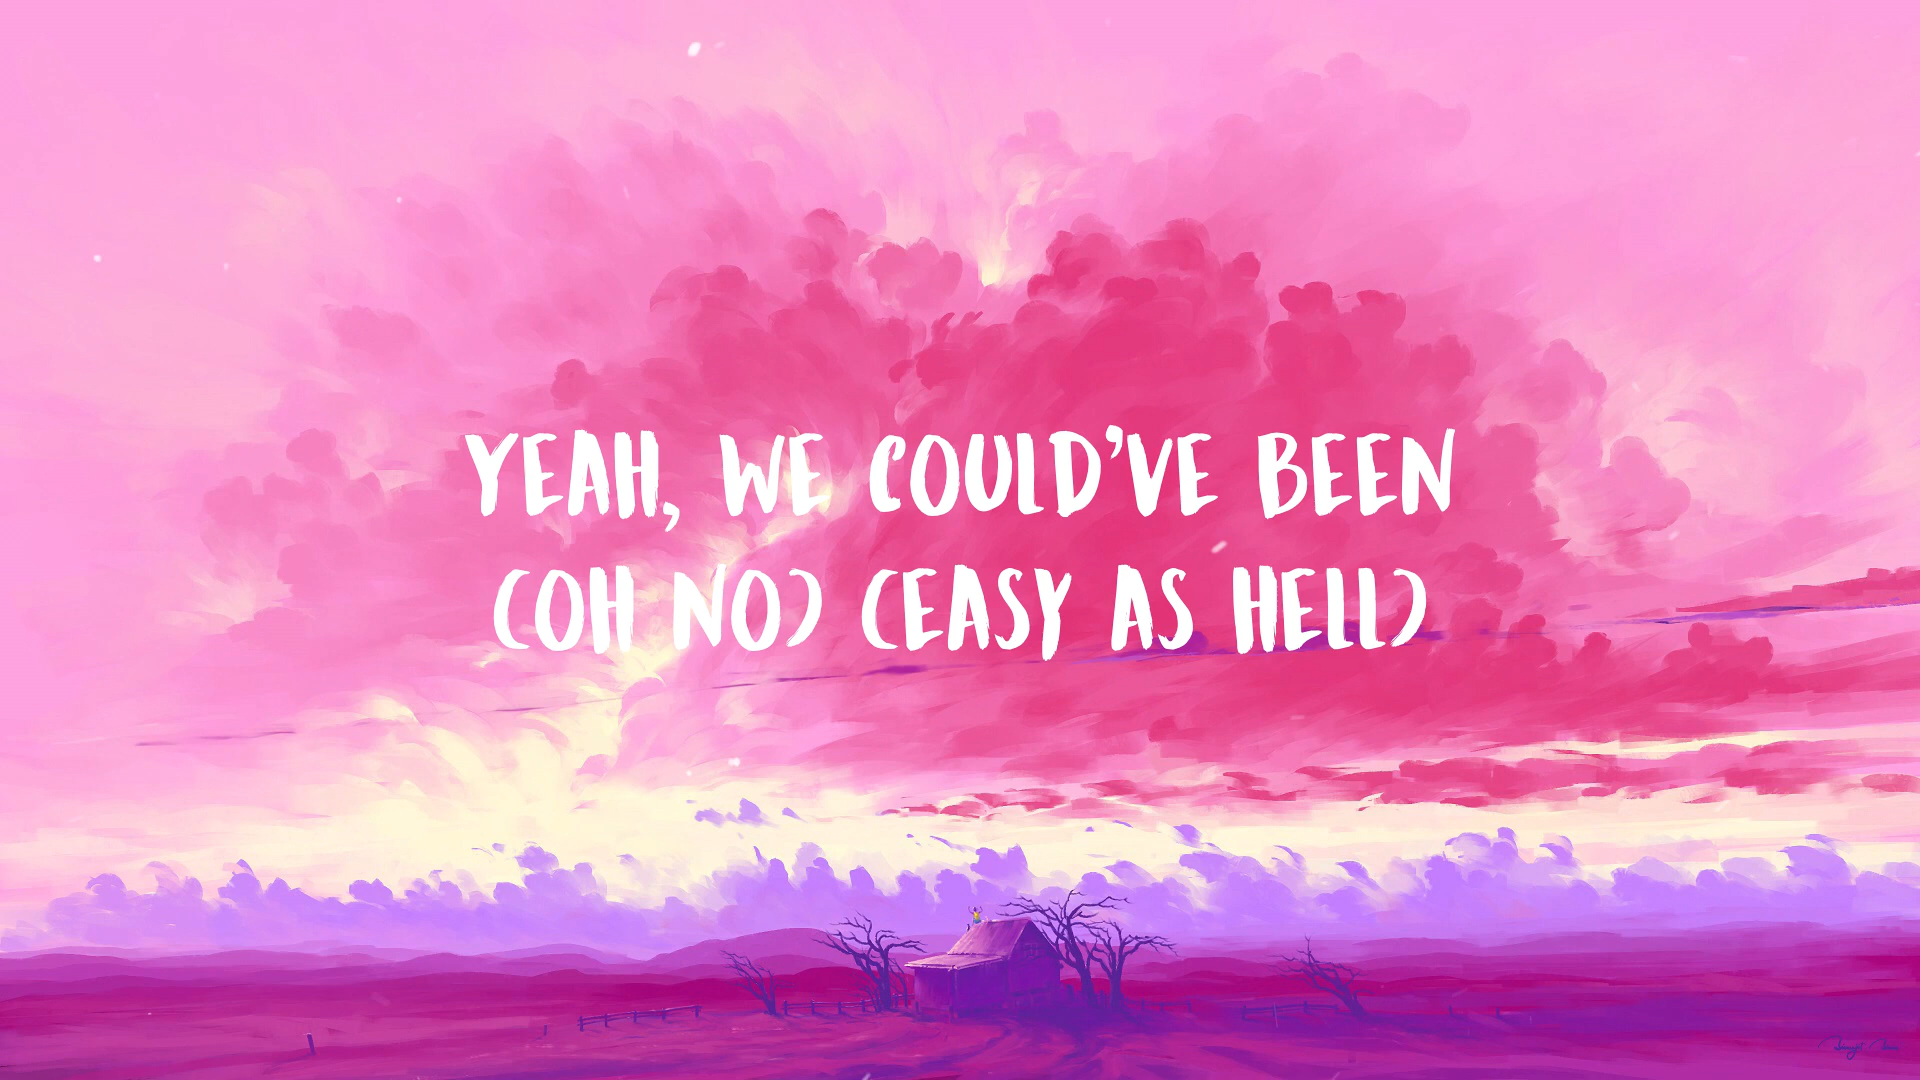 YEAH, WE COULD'VE BEEN
(OH NO) (EASY AS HELL)